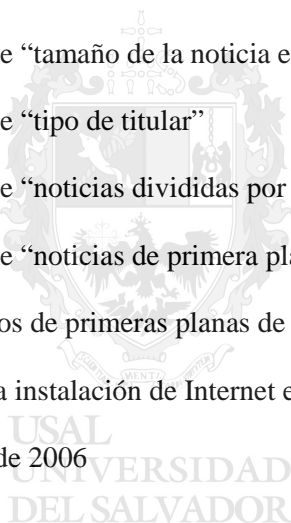 e “tamaño de la noticia e
e “tipo de titular”
e “noticias divididas por
e “noticias de primera pla
os de primeras planas de
a instalación de Internet e
USAL
de 2006
UNIVERSIDAD
DEL SALVADOR